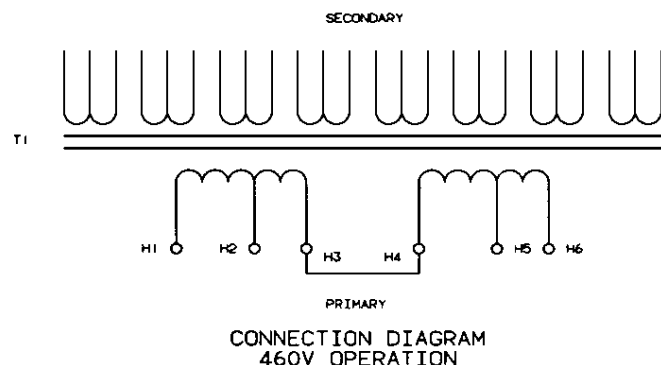 SECONDARY
T1
H1 H2 H3 H4 H5 H6
PRIMARY
CONNECTION DIAGRAM
460V OPERATION